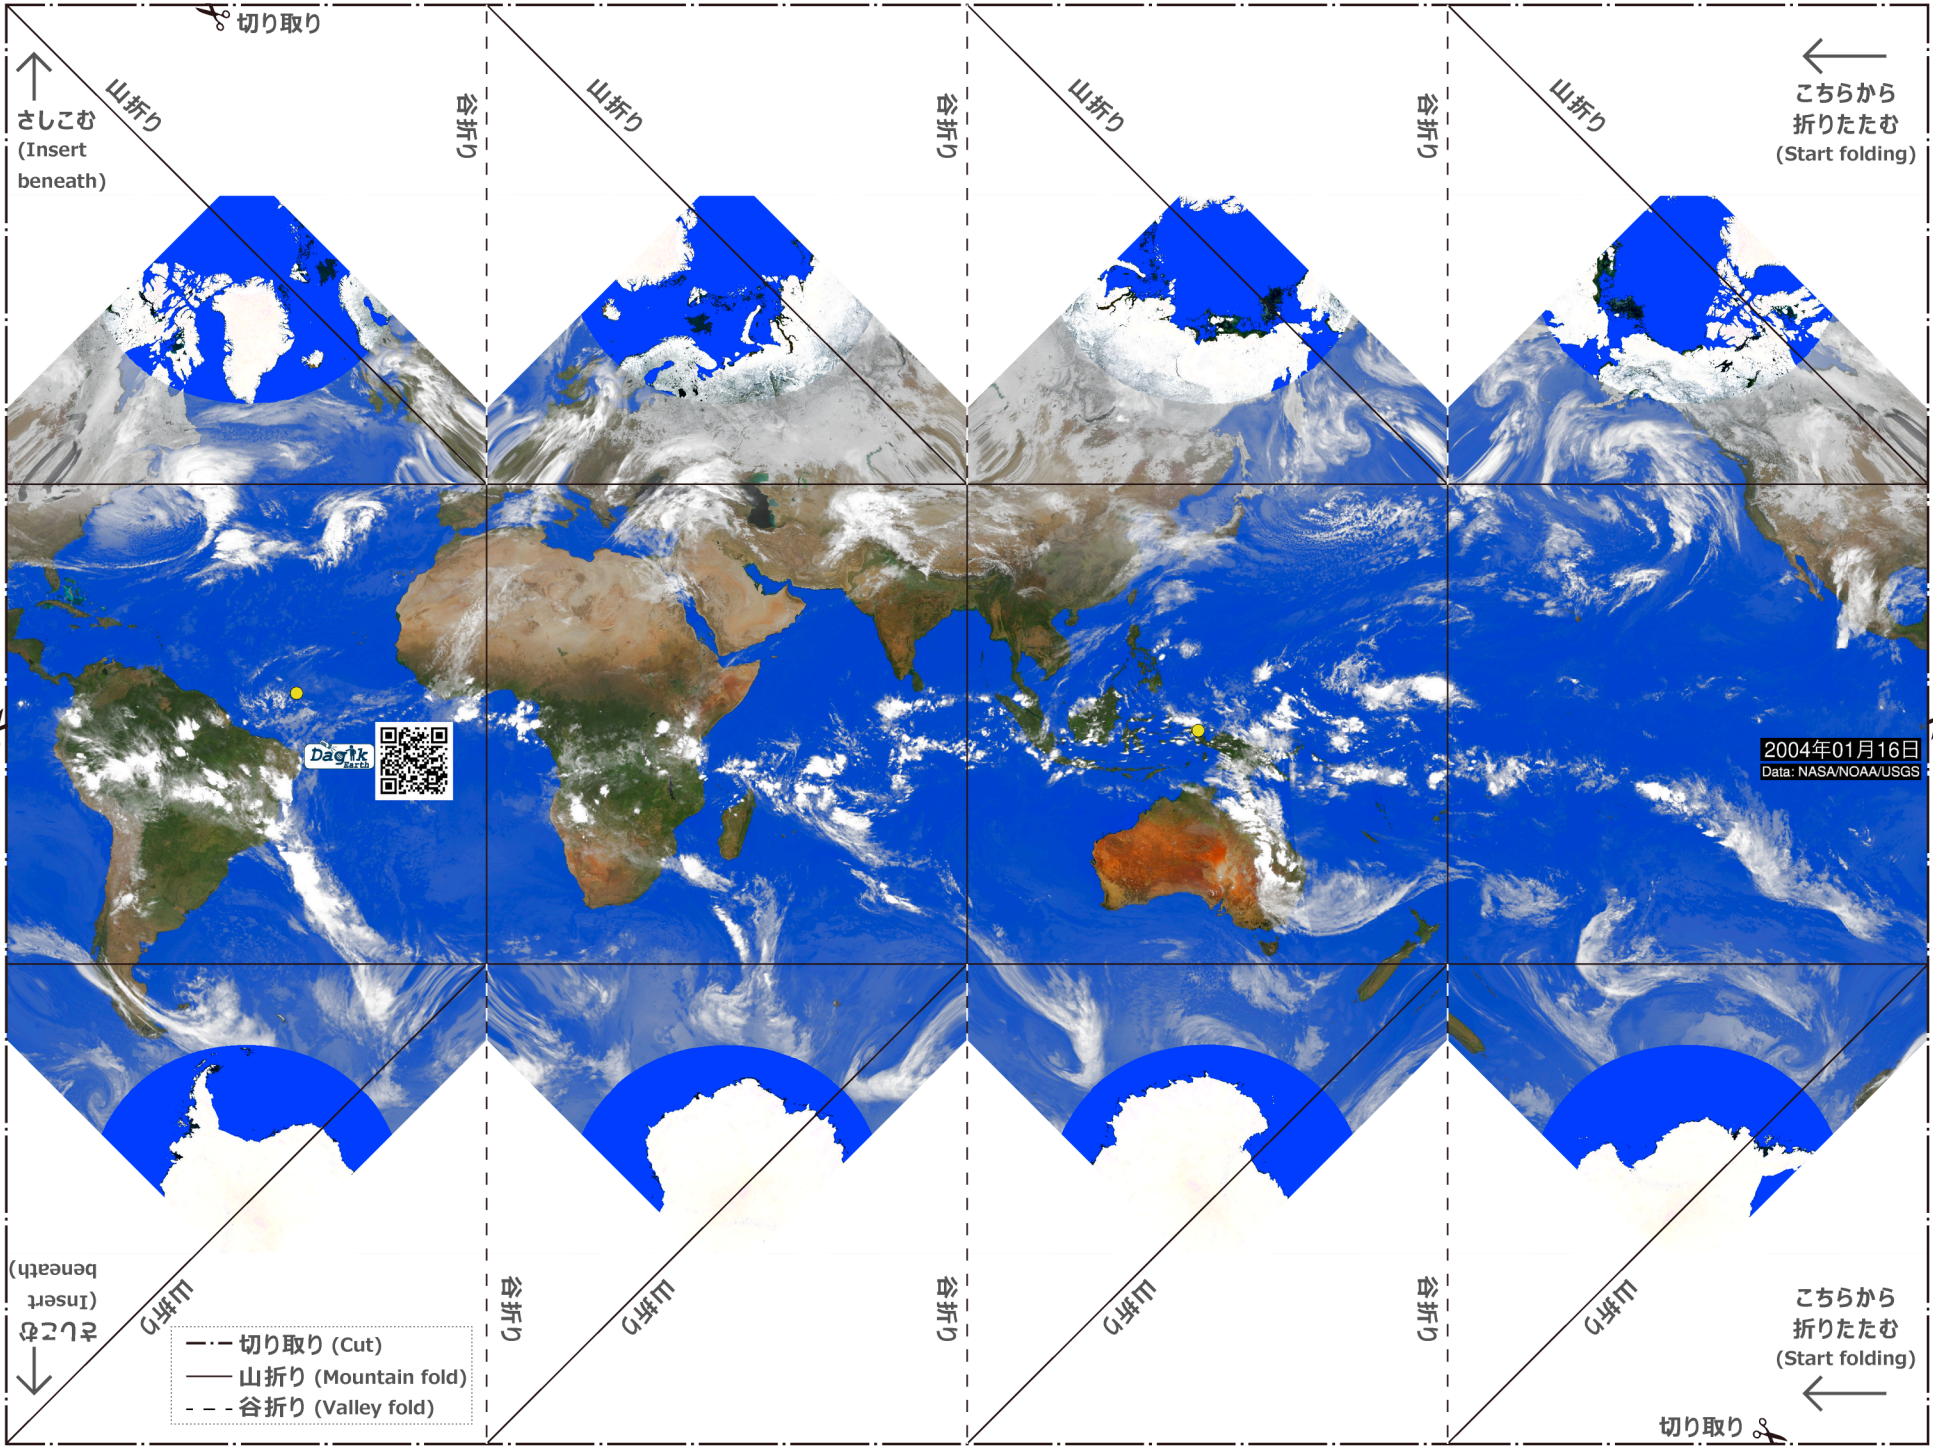 切り取り
山折り
谷折り
山折り
谷折り
山折り
谷折り
山折り
こちらから
折りたたむ
(Start folding)
さしこむ
(Insert
beneath)
Dagik
Earth
2004年01月16日
Data: NASA/NOAA/USGS
さしこむ
(Insert
beneath)
山折り
谷折り
山折り
谷折り
山折り
谷折り
山折り
こちらから
折りたたむ
(Start folding)
切り取り (Cut)
山折り (Mountain fold)
谷折り (Valley fold)
切り取り